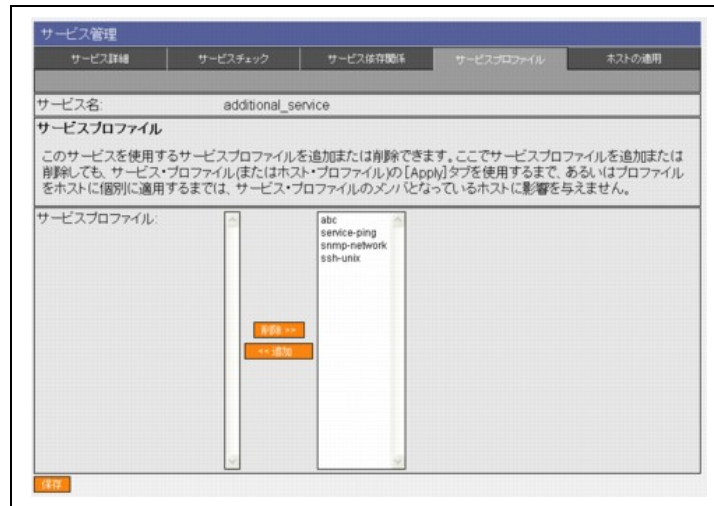 サービス管理
サービス詳細
サービスチェック
サービス依存関係
サービスプロファイル
ホストの適用
サービス名: additional_service
サービスプロファイル
このサービスを使用するサービスプロファイルを追加または削除できます。ここでサービスプロファイルを追加または
削除しても、サービス・プロファイル(またはホスト・プロファイル)の[Apply]タブを使用するまで、あるいはプロファイル
をホストに個別に適用するまでは、サービス・プロファイルのメンバとなっているホストに影響を与えません。
サービスプロファイル:
abc
service-ping
snmp-network
ssh-unix
削除 >>
<< 追加
保存